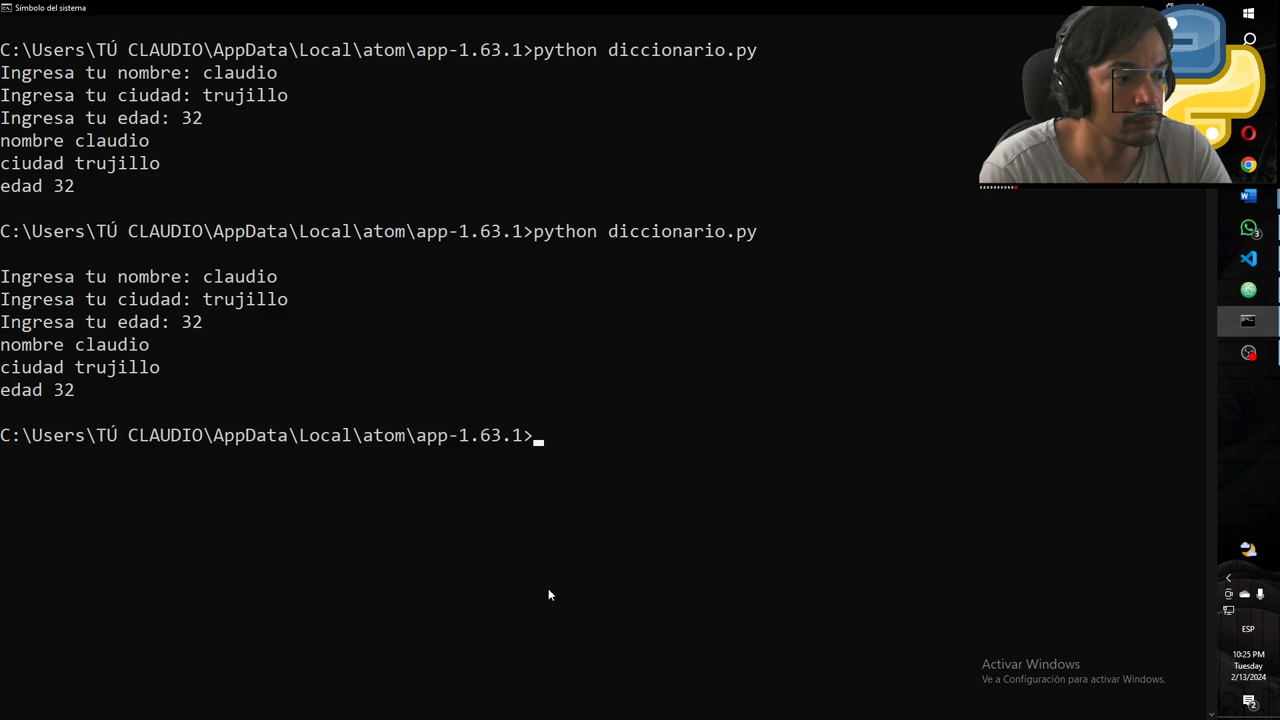 Símbolo del sistema
C:\Users\TÚ CLAUDIO\AppData\Local\atom\app-1.63.1>python diccionario.py
Ingresa tu nombre: claudio
Ingresa tu ciudad: trujillo
Ingresa tu edad: 32
nombre claudio
ciudad trujillo
edad 32
C:\Users\TÚ CLAUDIO\AppData\Local\atom\app-1.63.1>python diccionario.py
Ingresa tu nombre: claudio
Ingresa tu ciudad: trujillo
Ingresa tu edad: 32
nombre claudio
ciudad trujillo
edad 32
C:\Users\TÚ CLAUDIO\AppData\Local\atom\app-1.63.1>
Activar Windows
Ve a Configuración para activar Windows.
3
ESP
10:25 PM
Tuesday
2/13/2024
2